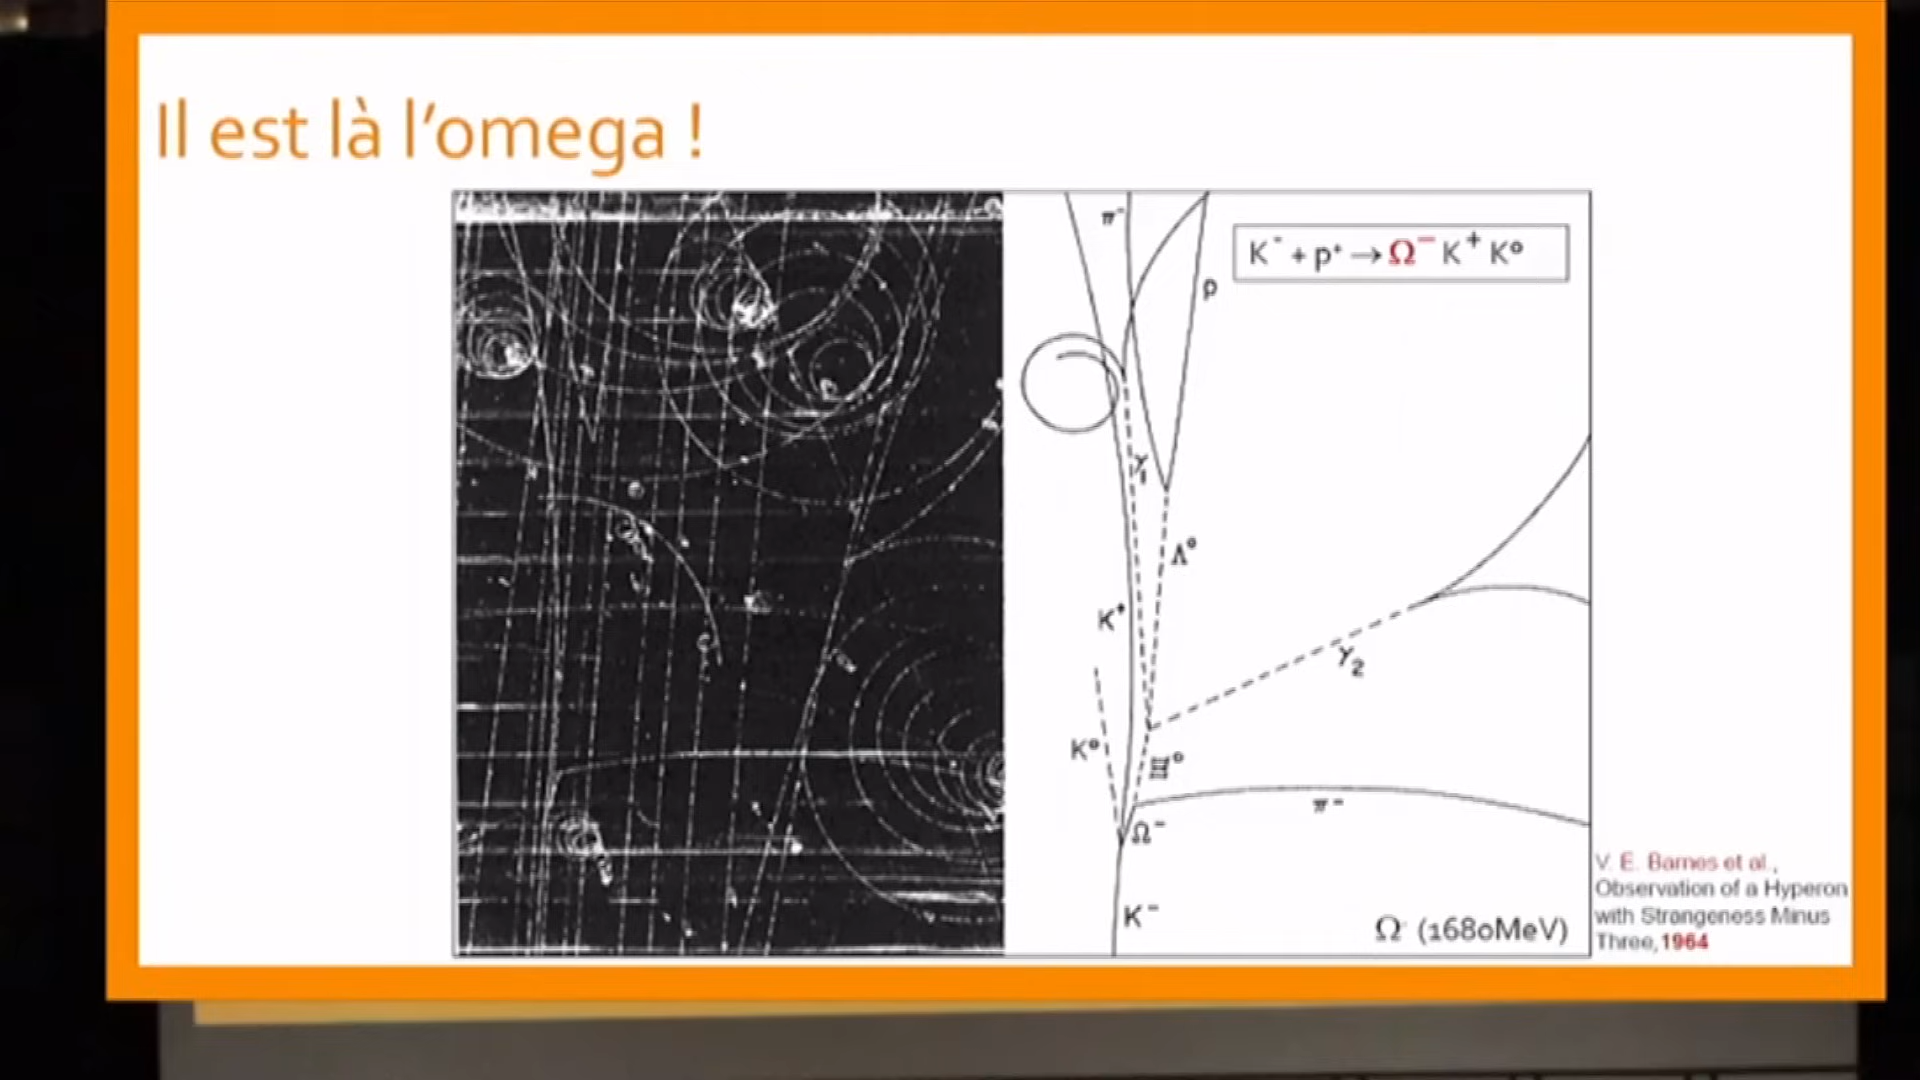 Il est là l'omega !
π⁻
K⁻ + p⁺ → Ω⁻ K⁺ K⁰
p
γ₁
Λ⁰
K⁺
γ₂
K⁰
Ξ⁰
π⁻
Ω⁻
K⁻
Ω⁻ (1680MeV)
V. E. Barnes et al.,
Observation of a Hyperon
with Strangeness Minus
Three, 1964